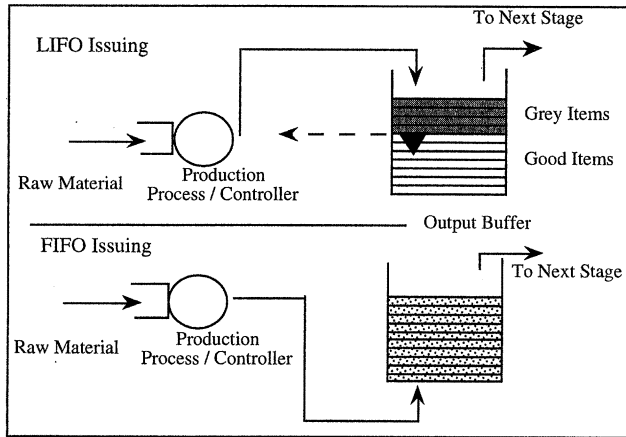 To Next Stage
LIFO Issuing
Grey Items
Good Items
Raw Material
Production
Process / Controller
Output Buffer
FIFO Issuing
To Next Stage
Raw Material
Production
Process / Controller